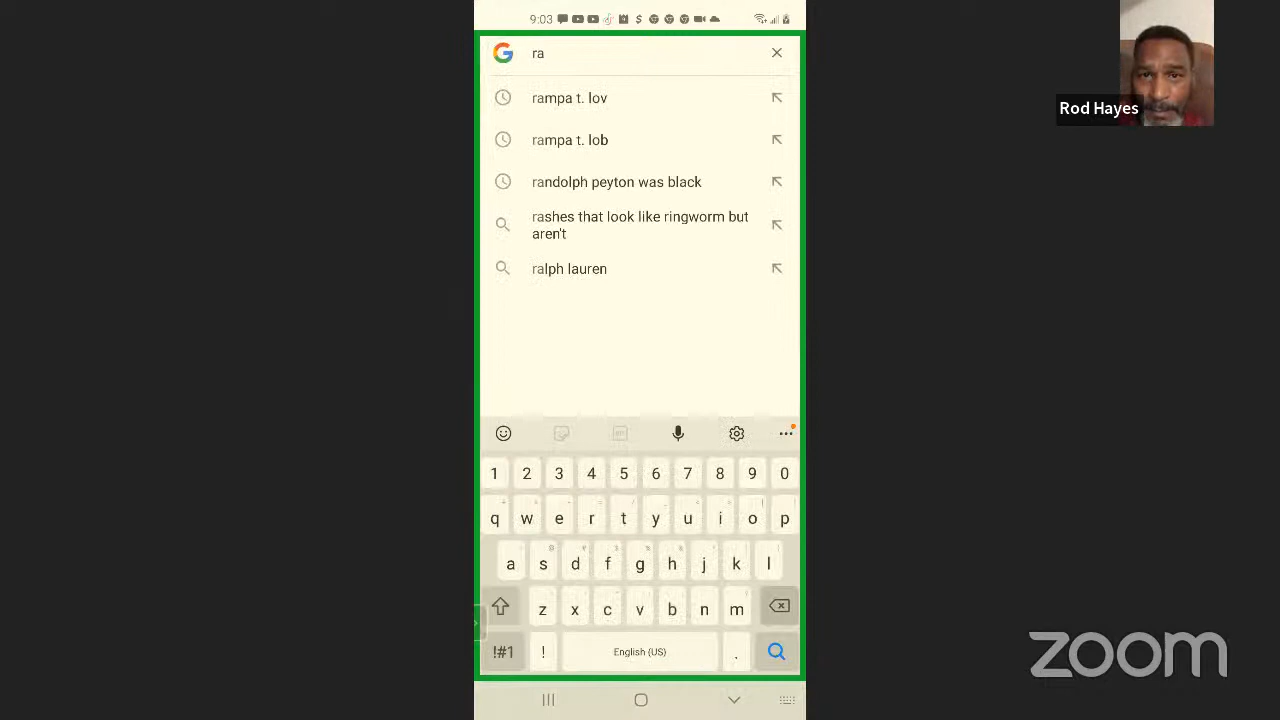 9:03
ra
rampa t. lov
rampa t. lob
randolph peyton was black
rashes that look like ringworm but
aren't
ralph lauren
1 2 3 4 5 6 7 8 9 0
q w e r t y u i o p
a s d f g h j k l
z x c v b n m
!#1 ! English (US) .
Rod Hayes
zoom